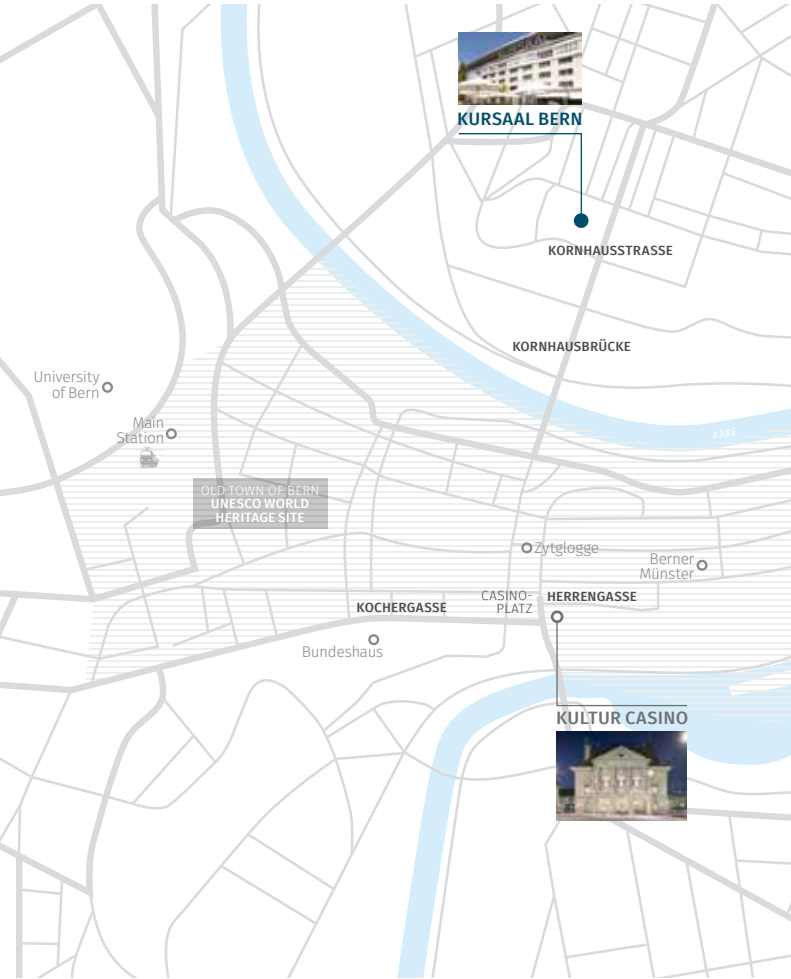 KURSAAL BERN
KORNHAUSSTRASSE
KORNHAUSBRÜCKE
University
of Bern
Main
Station
AARE
OLD TOWN OF BERN
UNESCO WORLD
HERITAGE SITE
Zytglogge
Berner
Münster
CASINO-
PLATZ
HERRENGASSE
KOCHERGASSE
Bundeshaus
KULTUR CASINO